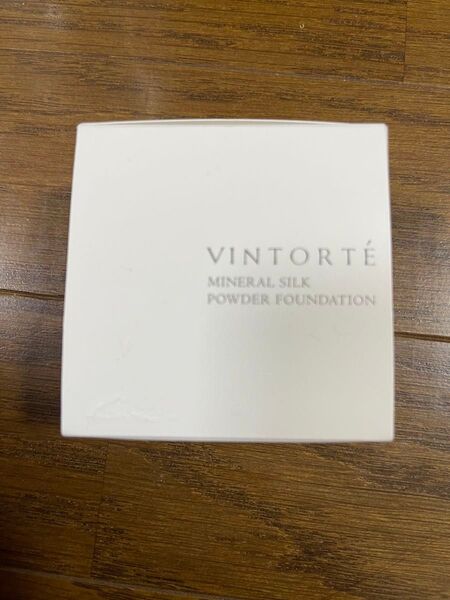 VINTORTÉ
MINERAL SILK
POWDER FOUNDATION